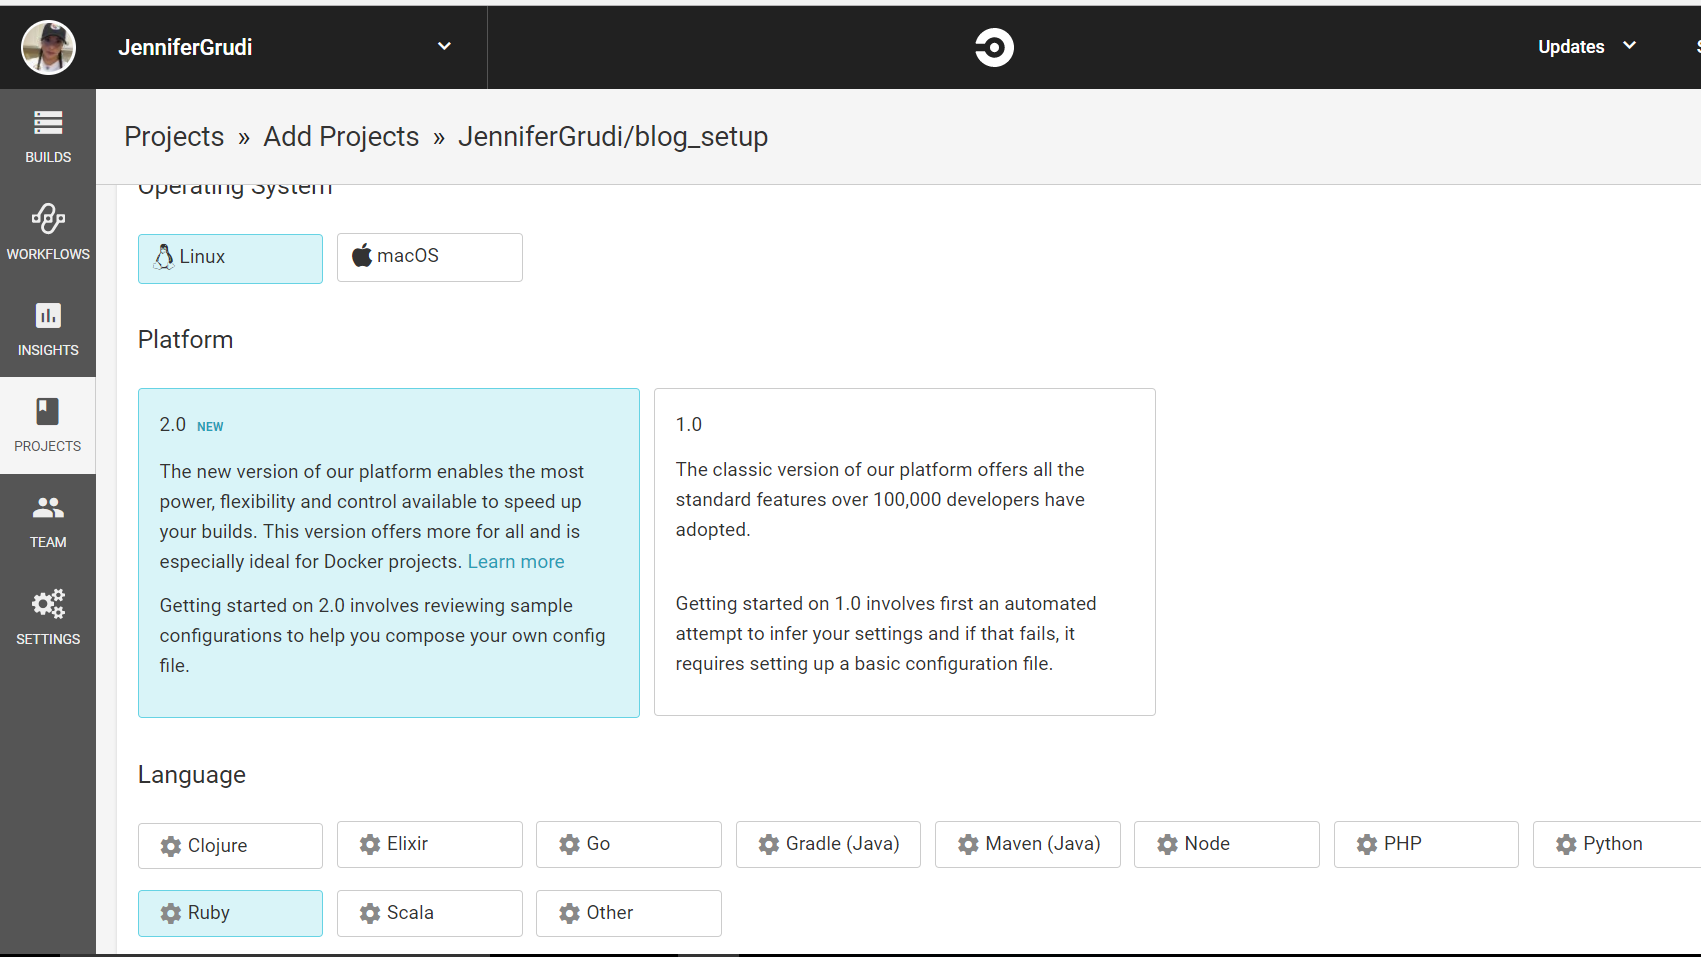 JenniferGrudi
Updates
BUILDS
WORKFLOWS
INSIGHTS
PROJECTS
TEAM
SETTINGS
Projects » Add Projects » JenniferGrudi/blog_setup
Operating System
Linux
macOS
Platform
2.0 NEW
The new version of our platform enables the most
power, flexibility and control available to speed up
your builds. This version offers more for all and is
especially ideal for Docker projects. Learn more
Getting started on 2.0 involves reviewing sample
configurations to help you compose your own config
file.
1.0
The classic version of our platform offers all the
standard features over 100,000 developers have
adopted.
Getting started on 1.0 involves first an automated
attempt to infer your settings and if that fails, it
requires setting up a basic configuration file.
Language
Clojure
Elixir
Go
Gradle (Java)
Maven (Java)
Node
PHP
Python
Ruby
Scala
Other